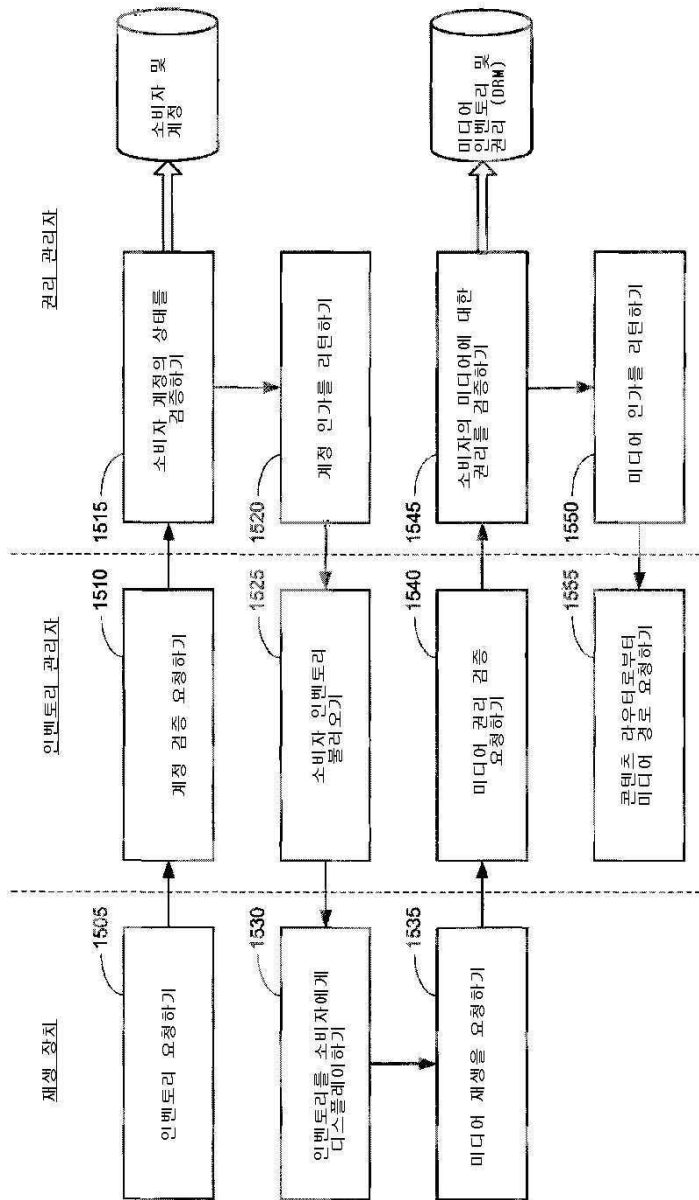 재생 장치
인벤토리 관리자
권리 관리자
1505
인벤토리 요청하기
1510
계정 검증 요청하기
1515
소비자 계정의 상태를
검증하기
소비자 및
계정
1520
계정 인가를 리턴하기
1525
소비자 인벤토리
불러오기
1530
인벤토리를 소비자에게
디스플레이하기
1535
미디어 재생을 요청하기
1540
미디어 권리 검증
요청하기
1545
소비자의 미디어에 대한
권리를 검증하기
미디어
인벤토리 및
권리 (DRM)
1550
미디어 인가를 리턴하기
1555
콘텐츠 라우터로부터
미디어 경로 요청하기